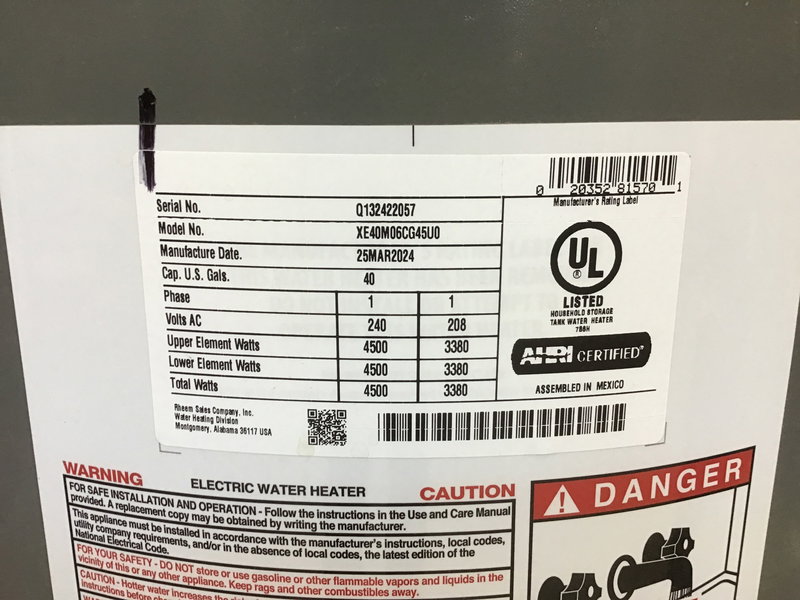 0 20352 81570 1
Manufacturer's Rating Label
Serial No. Q132422057
Model No. XE40M06CG45U0
Manufacture Date. 25MAR2024
Cap. U.S. Gals. 40
Phase 1 1
Volts AC 240 208
Upper Element Watts 4500 3380
Lower Element Watts 4500 3380
Total Watts 4500 3380
UL
LISTED
HOUSEHOLD STORAGE
TANK WATER HEATER
AHRI CERTIFIED®
ASSEMBLED IN MEXICO
Rheem Sales Company, Inc.
Water Heating Division
Montgomery, Alabama 36117 USA
WARNING ELECTRIC WATER HEATER CAUTION
FOR SAFE INSTALLATION AND OPERATION - Follow the instructions in the Use and Care Manual
provided. A replacement copy may be obtained by writing the manufacturer.
This appliance must be installed in accordance with the manufacturer's instructions, local codes,
utility company requirements, and/or in the absence of local codes, the latest edition of the
National Electrical Code.
FOR YOUR SAFETY - DO NOT store or use gasoline or other flammable vapors and liquids in the
vicinity of this or any other appliance. Keep rags and other combustibles away.
CAUTION - Hotter water increases the
instructions before
DANGER